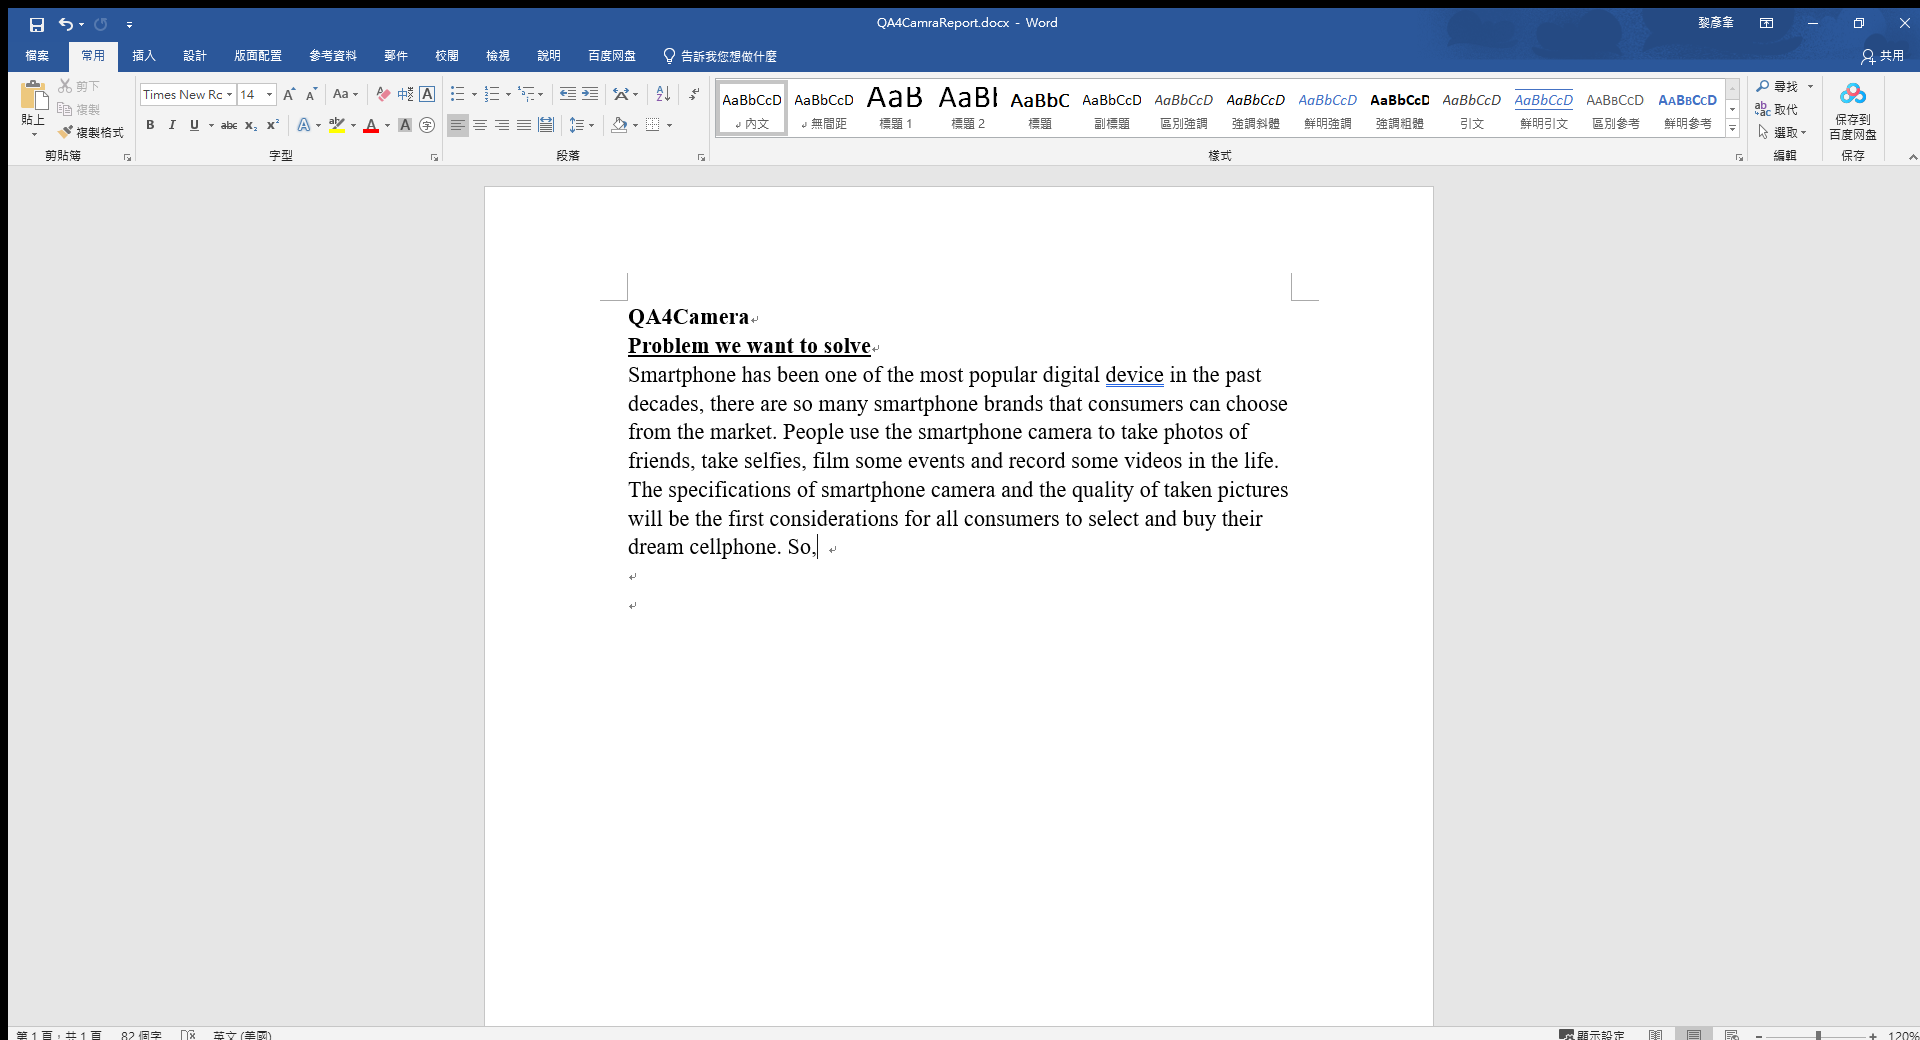 QA4CamraReport.docx - Word
黎彥夆
檔案 常用 插入 設計 版面配置 參考資料 郵件 校閱 檢視 說明 百度网盘 告訴我您想做什麼 共用
貼上 剪下 複製 複製格式
Times New Rc 14
AaBbCcD AaBbCcD AaB AaBl AaBbC AaBbCcD AaBbCcD AaBbCcD AaBbCcD AaBbCcD AaBbCcD AaBbCcD AaBbCcD AaBbCcD
內文 無間距 標題 1 標題 2 標題 副標題 區別強調 強調斜體 鮮明強調 強調粗體 引文 鮮明引文 區別參考 鮮明參考
尋找 取代 選取
保存到
百度网盘
剪貼簿 字型 段落 樣式 編輯 保存
QA4Camera
Problem we want to solve
Smartphone has been one of the most popular digital device in the past
decades, there are so many smartphone brands that consumers can choose
from the market. People use the smartphone camera to take photos of
friends, take selfies, film some events and record some videos in the life.
The specifications of smartphone camera and the quality of taken pictures
will be the first considerations for all consumers to select and buy their
dream cellphone. So,
第 1 頁，共 1 頁 82 個字 英文 (美國) 顯示設定 120%